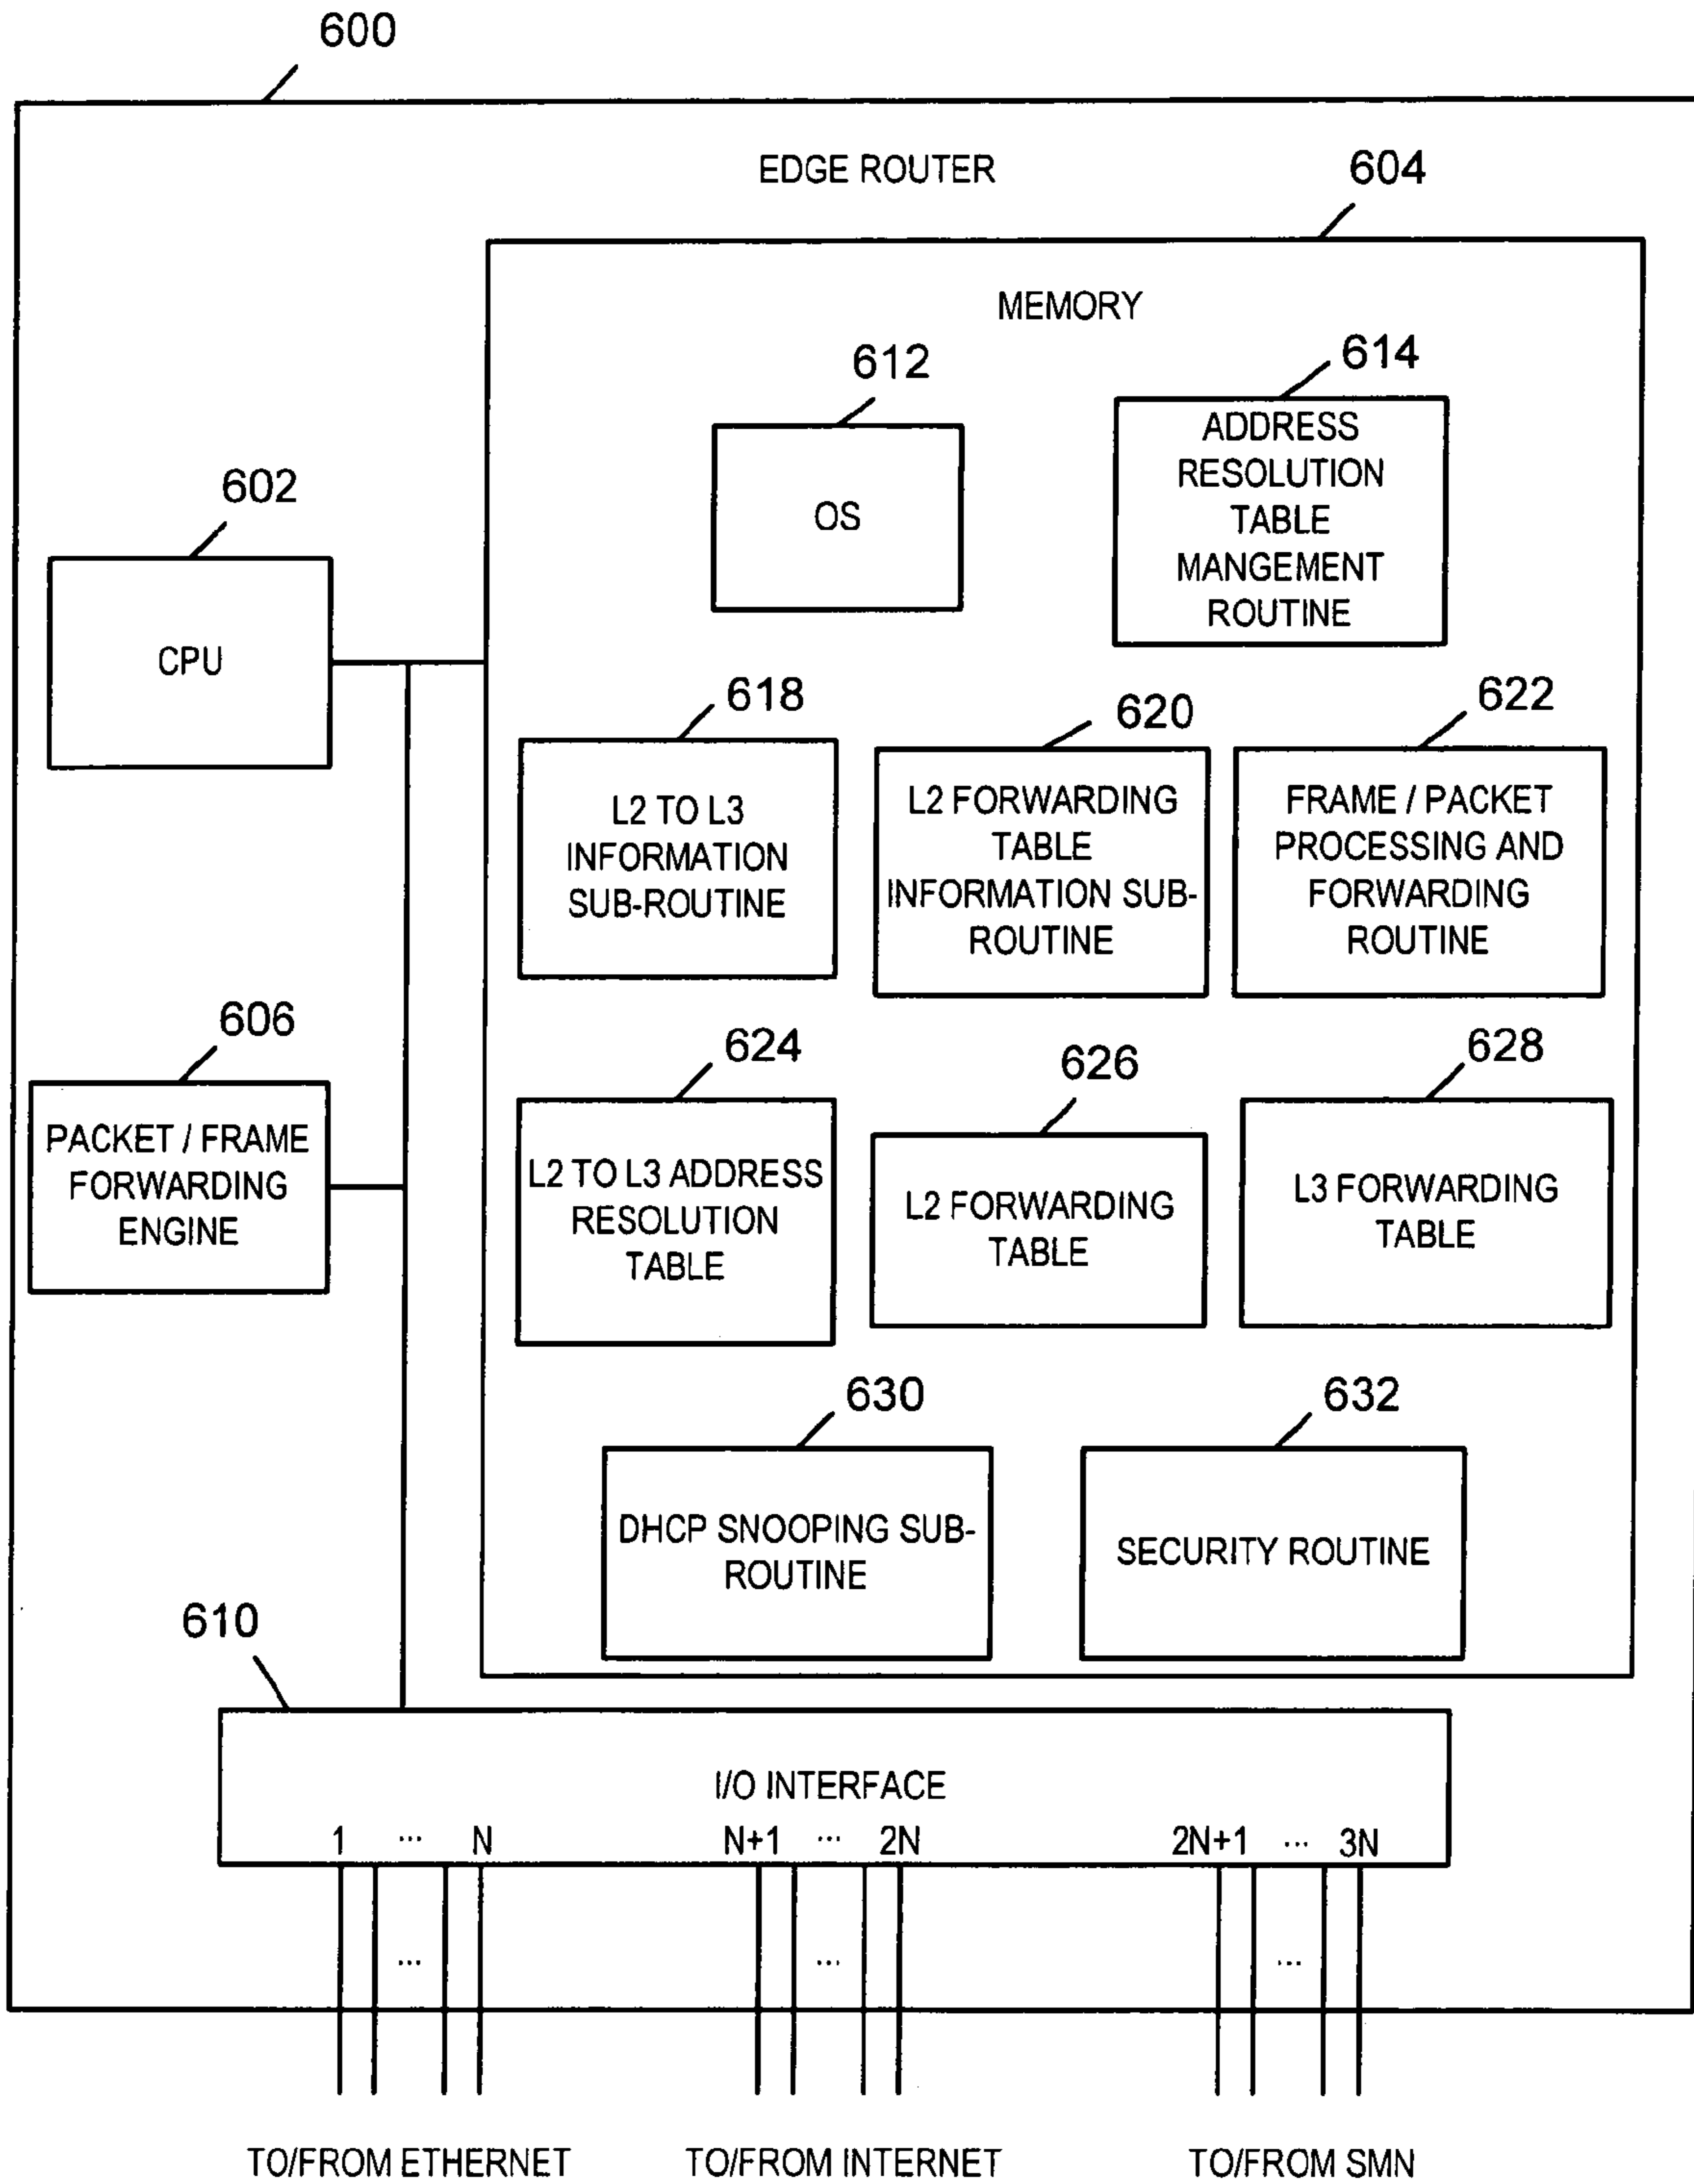 600
EDGE ROUTER
604
MEMORY
612
614
OS
ADDRESS
RESOLUTION
TABLE
MANGEMENT
ROUTINE
602
CPU
618
620
622
L2 TO L3
INFORMATION
SUB-ROUTINE
L2 FORWARDING
TABLE
INFORMATION SUB-
ROUTINE
FRAME / PACKET
PROCESSING AND
FORWARDING
ROUTINE
606
PACKET / FRAME
FORWARDING
ENGINE
624
626
628
L2 TO L3 ADDRESS
RESOLUTION
TABLE
L2 FORWARDING
TABLE
L3 FORWARDING
TABLE
630
632
DHCP SNOOPING SUB-
ROUTINE
SECURITY ROUTINE
610
I/O INTERFACE
1 ... N N+1 ... 2N 2N+1 ... 3N
... ... ...
TO/FROM ETHERNET TO/FROM INTERNET TO/FROM SMN